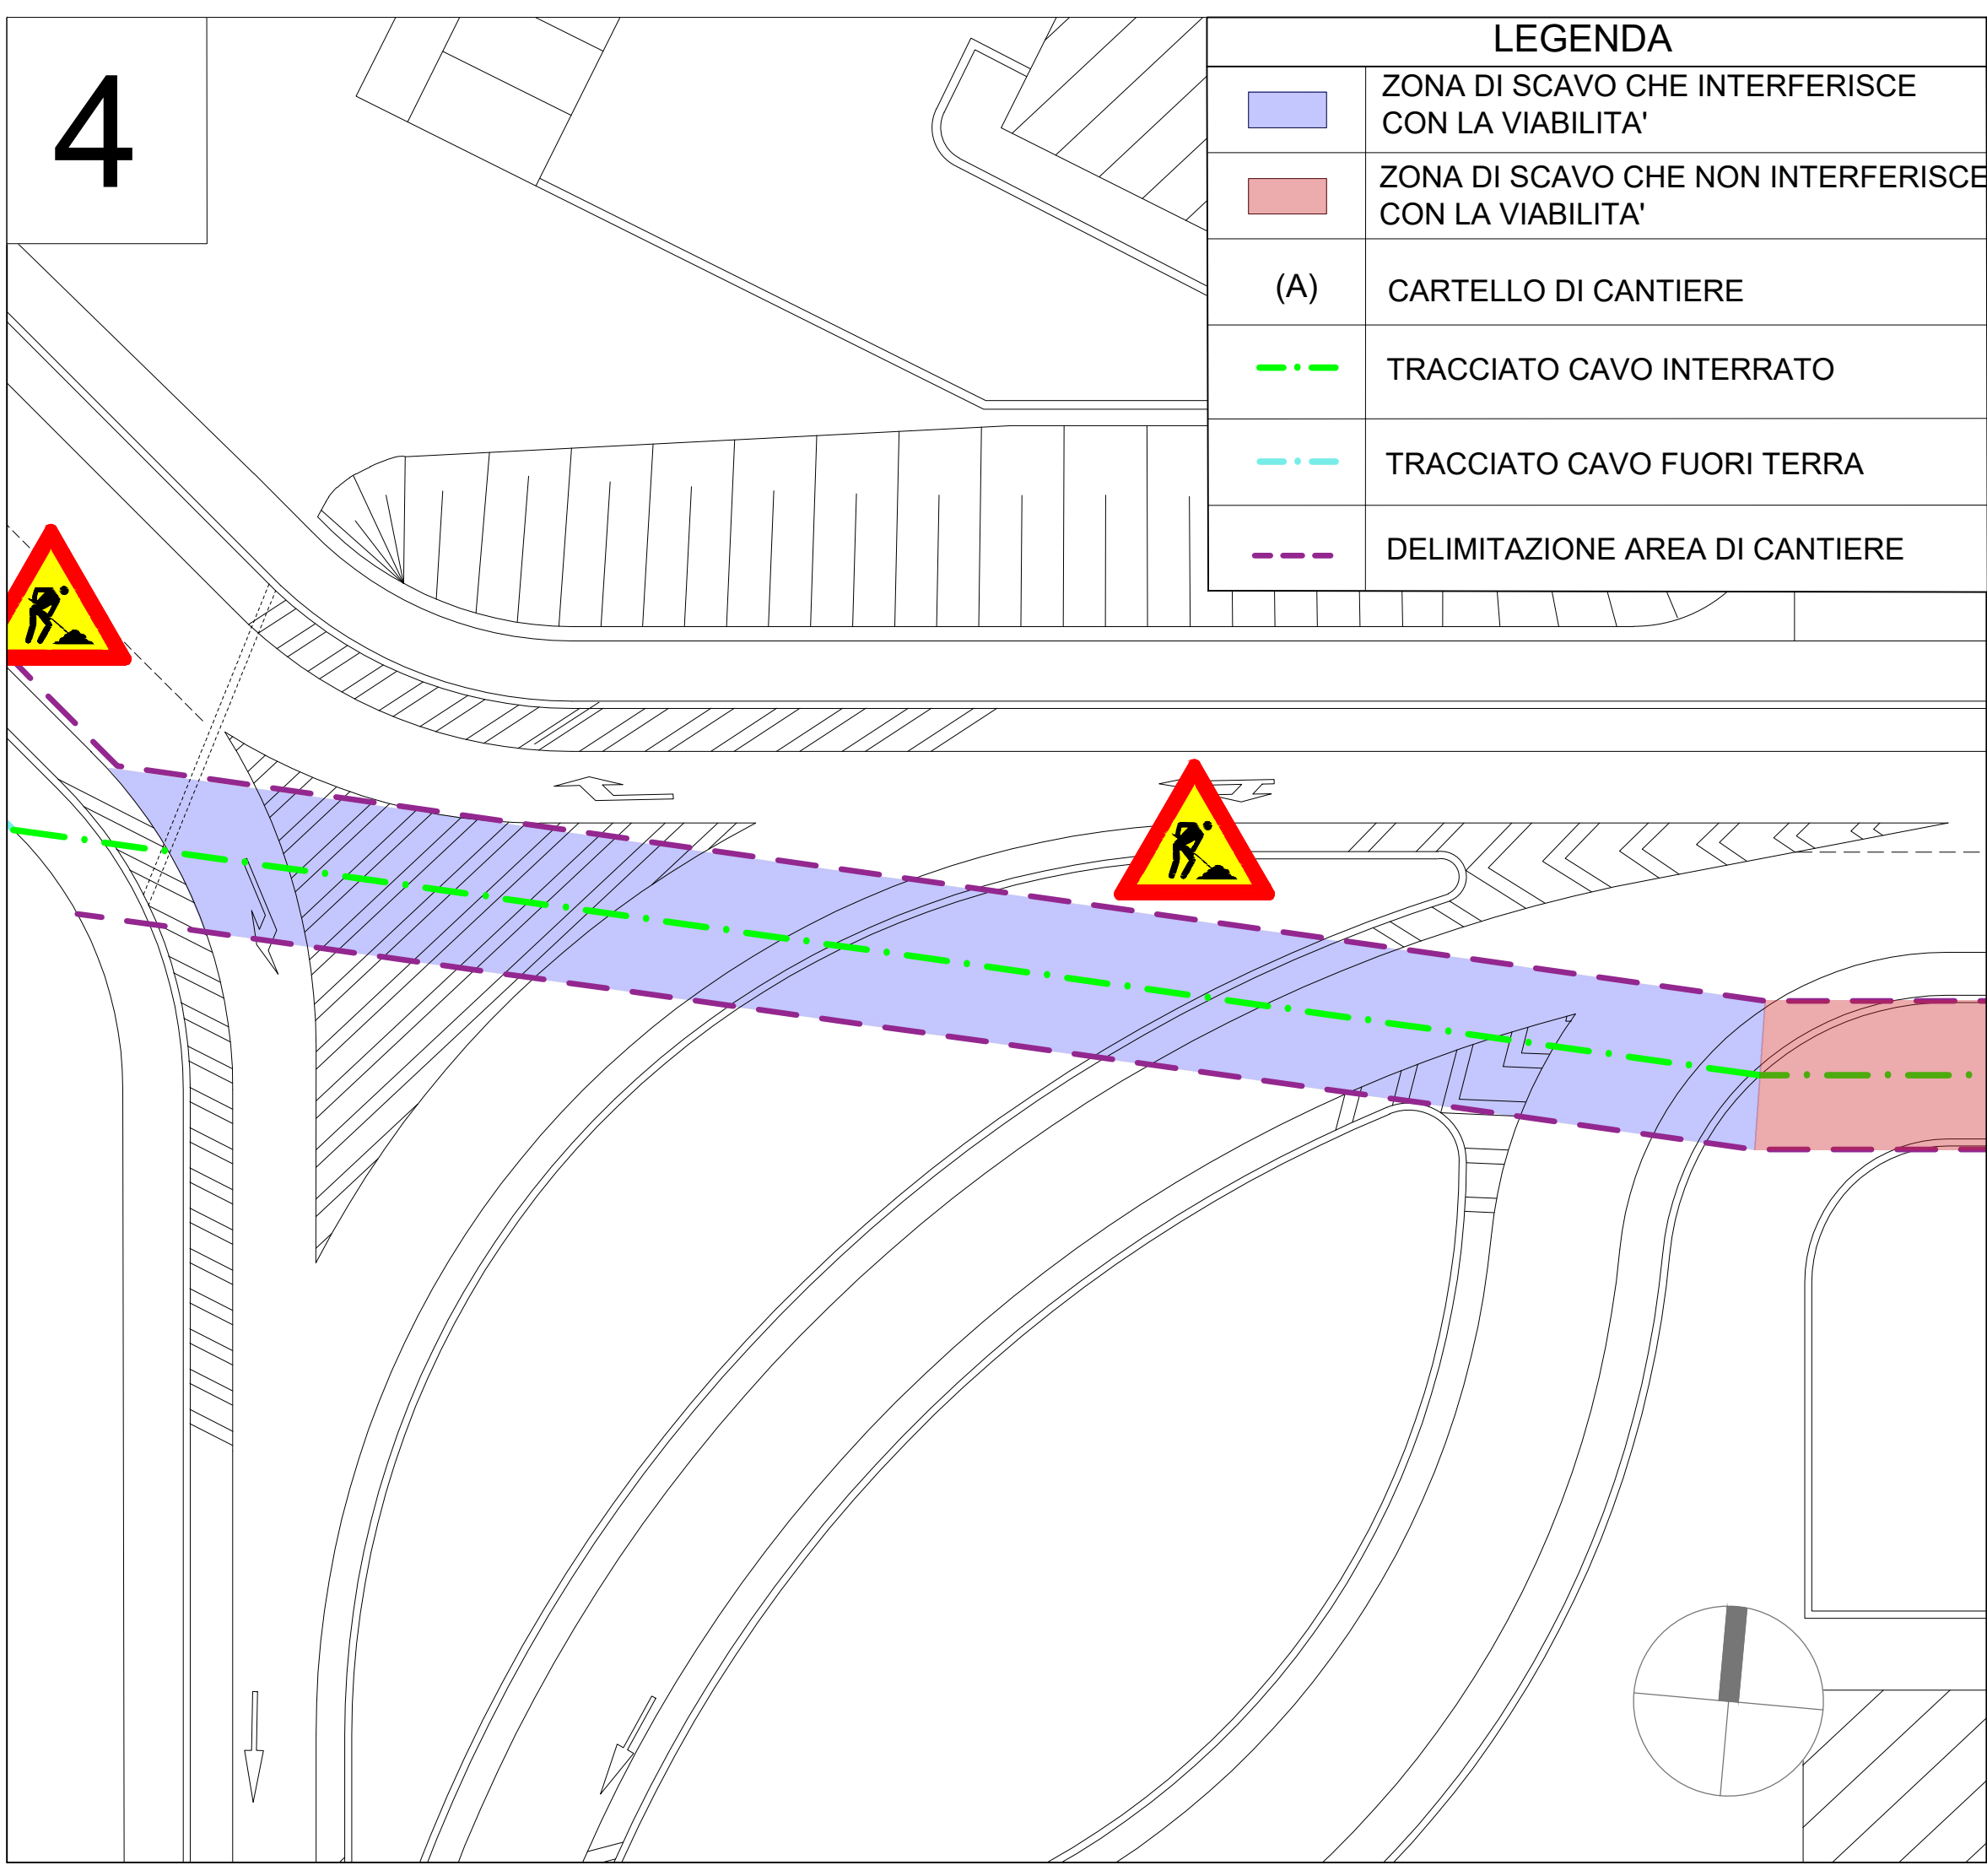 4
LEGENDA
ZONA DI SCAVO CHE INTERFERISCE
CON LA VIABILITA'
ZONA DI SCAVO CHE NON INTERFERISCE
CON LA VIABILITA'
(A) CARTELLO DI CANTIERE
TRACCIATO CAVO INTERRATO
TRACCIATO CAVO FUORI TERRA
DELIMITAZIONE AREA DI CANTIERE